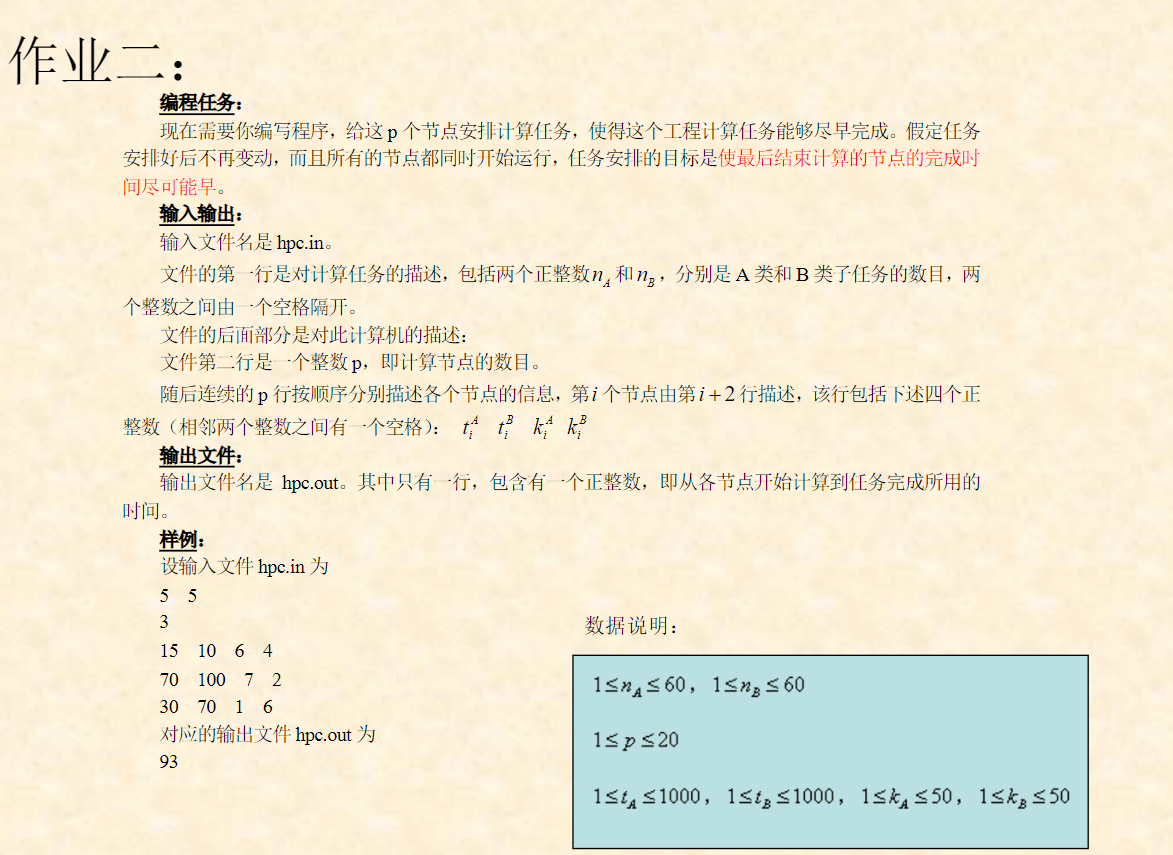 作业二：
编程任务：
现在需要你编写程序，给这 p 个节点安排计算任务，使得这个工程计算任务能够尽早完成。假定任务
安排好后不再变动，而且所有的节点都同时开始运行，任务安排的目标是使最后结束计算的节点的完成时
间尽可能早。
输入输出：
输入文件名是 hpc.in。
文件的第一行是对计算任务的描述，包括两个正整数 n_A 和 n_B，分别是 A 类和 B 类子任务的数目，两
个整数之间由一个空格隔开。
文件的后面部分是对此计算机的描述：
文件第二行是一个整数 p，即计算节点的数目。
随后连续的 p 行按顺序分别描述各个节点的信息，第 i 个节点由第 i + 2 行描述，该行包括下述四个正
整数（相邻两个整数之间有一个空格）： t_i^A t_i^B k_i^A k_i^B
输出文件：
输出文件名是 hpc.out。其中只有一行，包含有一个正整数，即从各节点开始计算到任务完成所用的
时间。
样例：
设输入文件 hpc.in 为
5 5
3
15 10 6 4
70 100 7 2
30 70 1 6
对应的输出文件 hpc.out 为
93
数据说明：
1≤n_A≤60，1≤n_B≤60
1≤p≤20
1≤t_A≤1000，1≤t_B≤1000，1≤k_A≤50，1≤k_B≤50